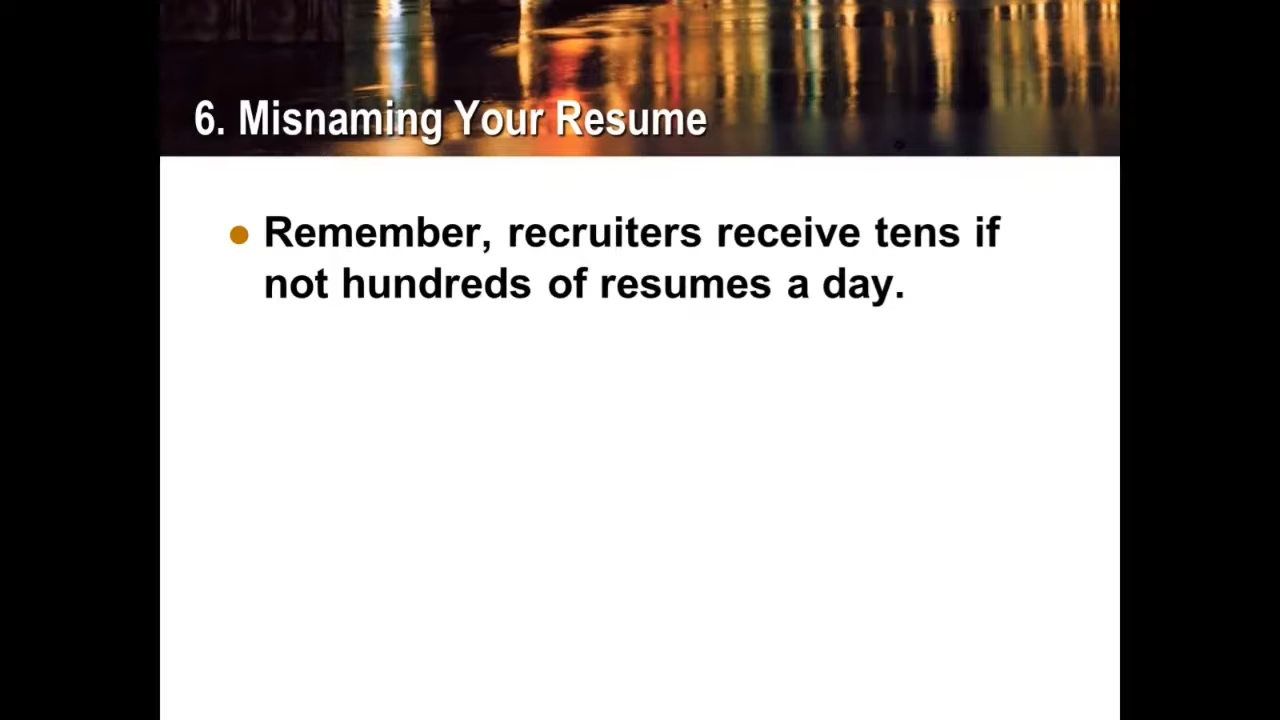 6. Misnaming Your Resume
Remember, recruiters receive tens if
not hundreds of resumes a day.